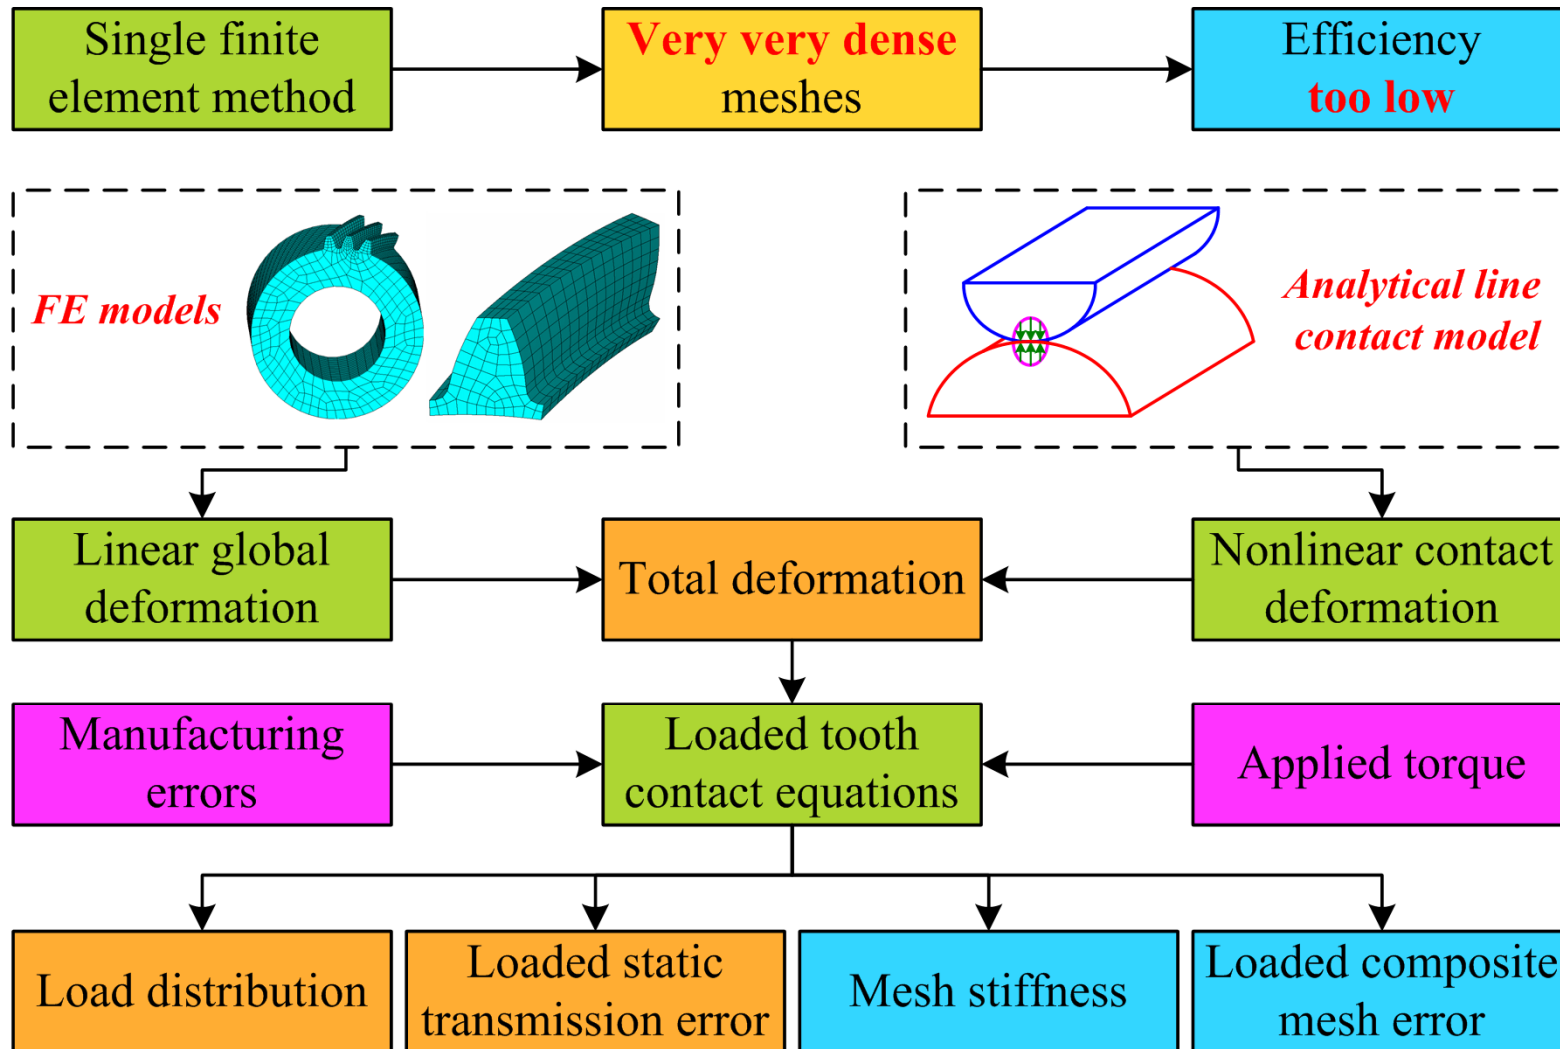 Single finite
element method
Very very dense
meshes
Efficiency
too low
FE models
Analytical line
contact model
Linear global
deformation
Total deformation
Nonlinear contact
deformation
Manufacturing
errors
Loaded tooth
contact equations
Applied torque
Load distribution
Loaded static
transmission error
Mesh stiffness
Loaded composite
mesh error